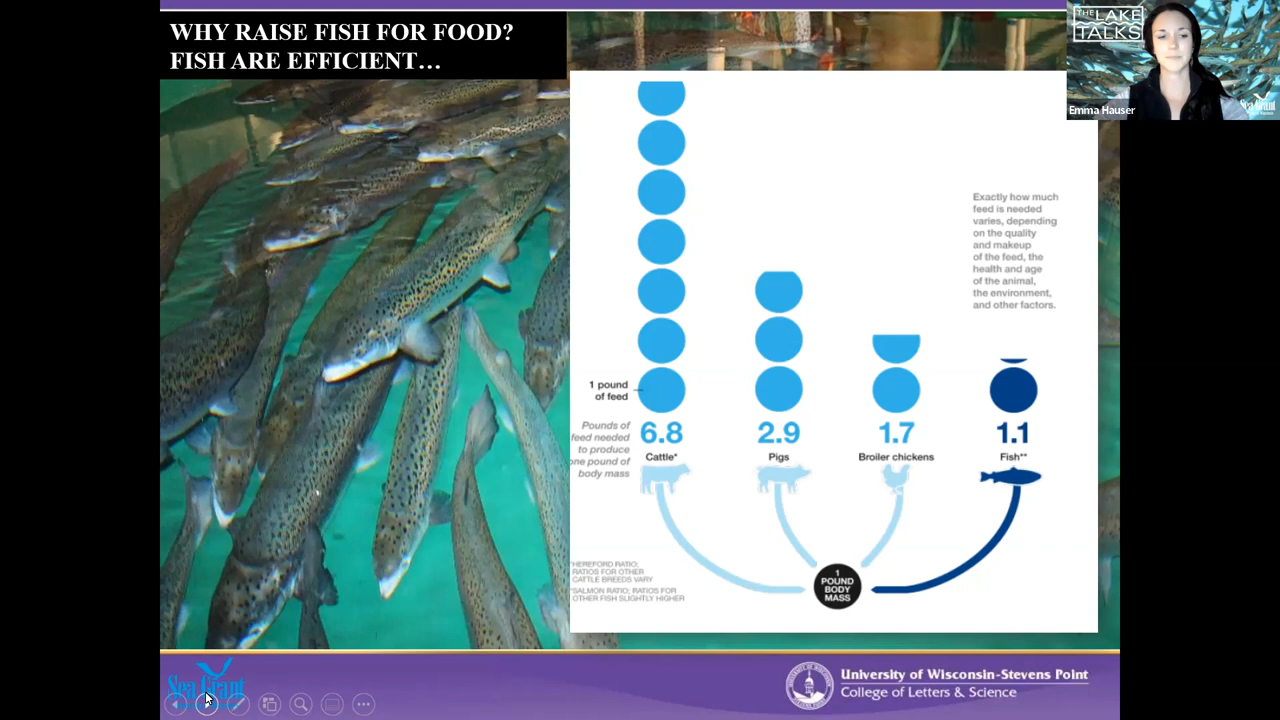 WHY RAISE FISH FOR FOOD?
FISH ARE EFFICIENT…
THE
LAKE
TALKS
Emma Hauser
Sea Grant
Exactly how much
feed is needed
varies, depending
on the quality
and makeup
of the feed, the
health and age
of the animal,
the environment,
and other factors.
1 pound
of feed
Pounds of
feed needed
to produce
one pound of
body mass
6.8
Cattle*
2.9
Pigs
1.7
Broiler chickens
1.1
Fish**
*HEREFORD RATIO;
RATIOS FOR OTHER
CATTLE BREEDS VARY
*SALMON RATIO; RATIOS FOR
OTHER FISH SLIGHTLY HIGHER
1
POUND
BODY
MASS
Sea Grant
University of Wisconsin-Stevens Point
College of Letters & Science